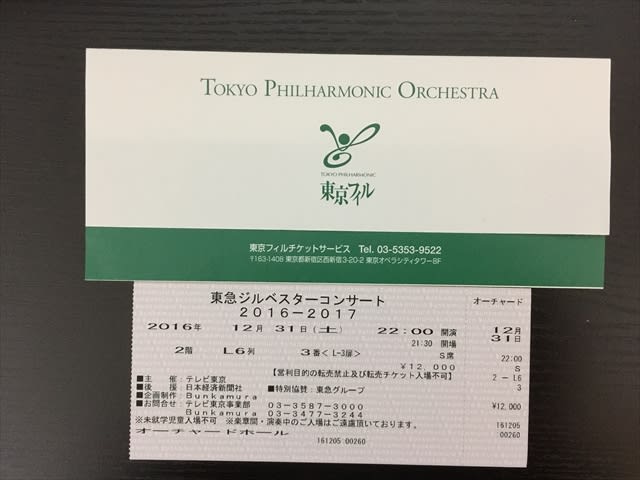 TOKYO PHILHARMONIC ORCHESTRA
TOKYO PHILHARMONIC
東京フィル
東京フィルチケットサービス Tel. 03-5353-9522
〒163-1408 東京都新宿区西新宿3-20-2 東京オペラシティタワー8F
東急ジルベスターコンサート
2016-2017
2016年 12月31日(土) 22:00 開演
21:30 開場
2階 L6列 3番< L-3扉> S席
¥12,000
【営利目的の転売禁止及び転売チケット入場不可】
■主 催:テレビ東京
■後 援:日本経済新聞社 ■特別協賛:東急グループ
■企画制作:Bunkamura
■お問合せ:テレビ東京事業部 03-3587-3000
Bunkamura 03-3477-3244
※未就学児童入場不可 ※楽章間・演奏中のご入場はご遠慮頂いております。
オーチャードホール
161205 00260
オーチャード
12月
31日
22:00
S
2-L6
3
¥12,000
161205
00260